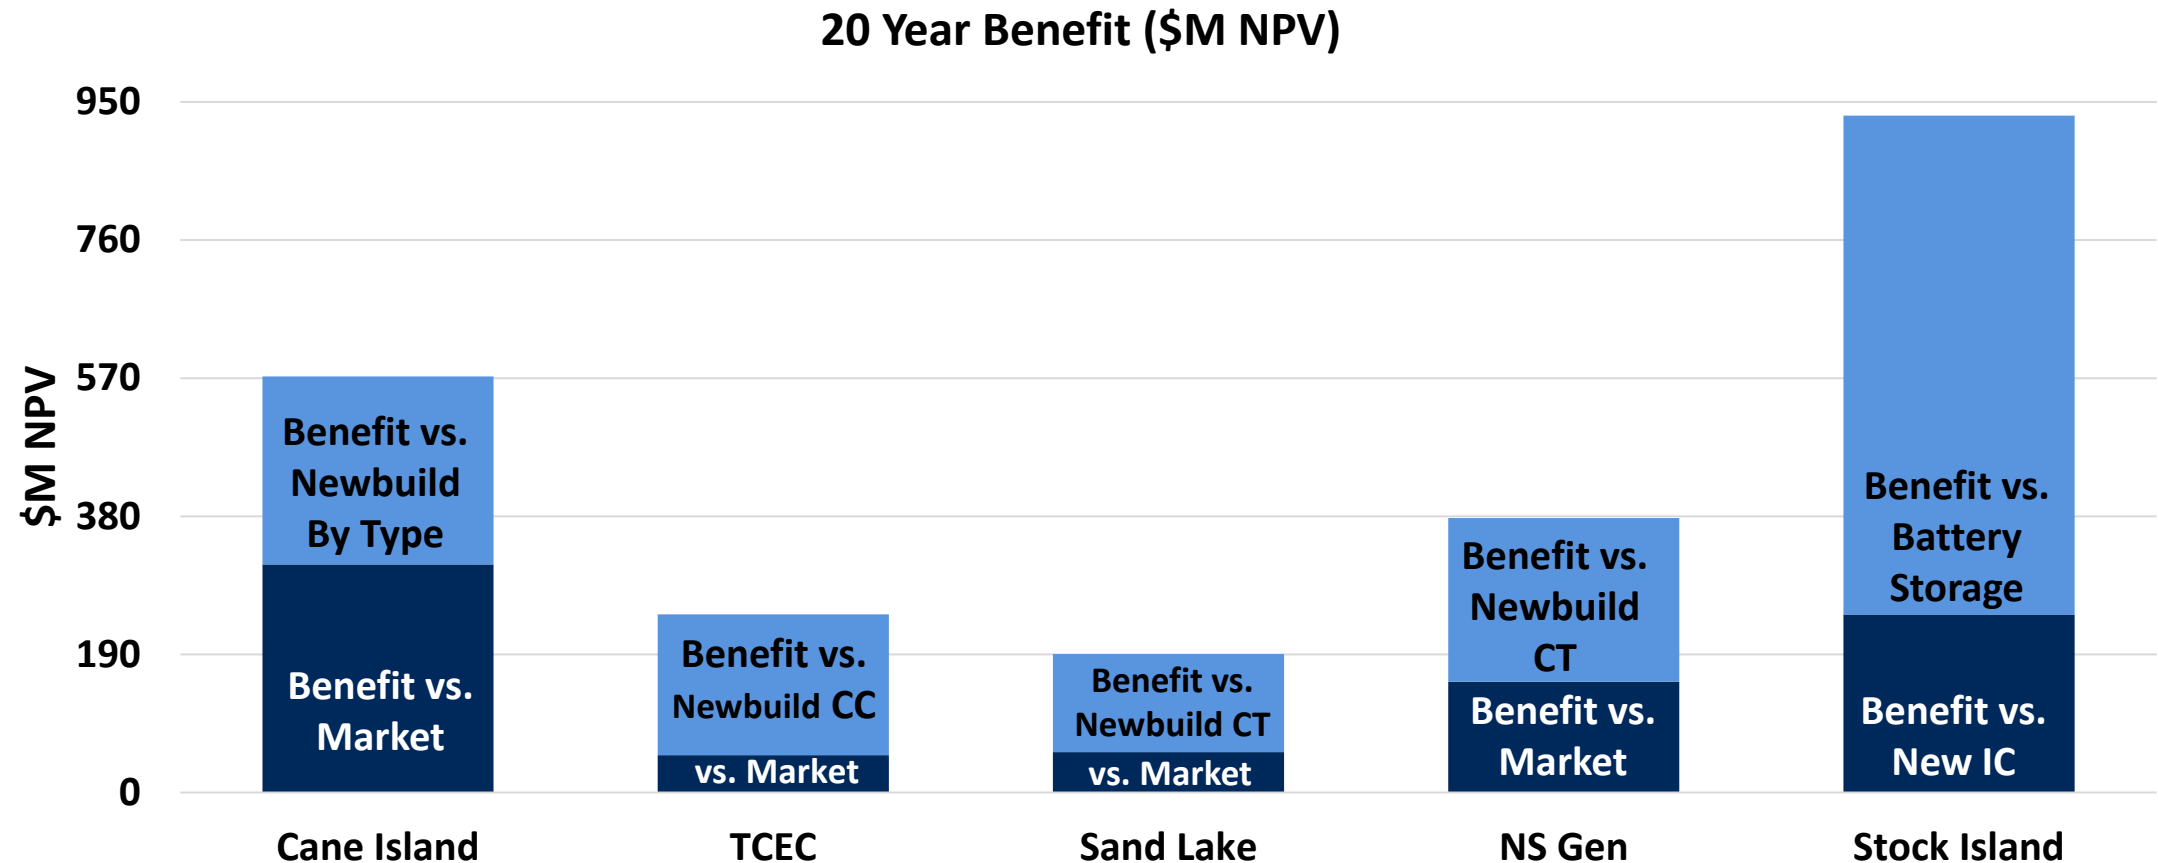 20 Year Benefit ($M NPV)
$M NPV
950
760
570
380
190
0
Benefit vs.
Newbuild
By Type
Benefit vs.
Market
Benefit vs.
Newbuild CC
vs. Market
Benefit vs.
Newbuild CT
vs. Market
Benefit vs.
Newbuild
CT
Benefit vs.
Market
Benefit vs.
Battery
Storage
Benefit vs.
New IC
Cane Island
TCEC
Sand Lake
NS Gen
Stock Island